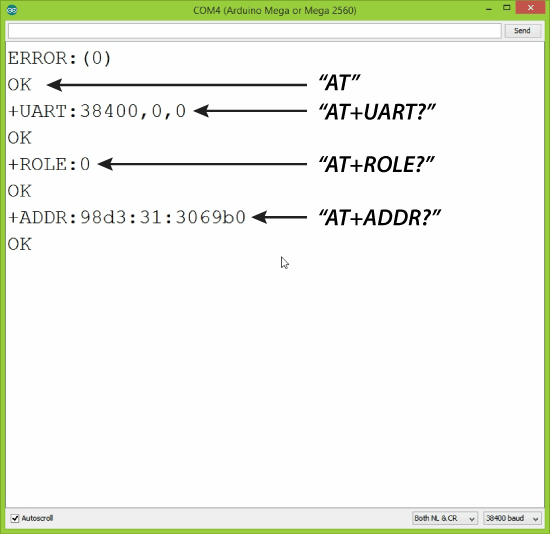 COM4 (Arduino Mega or Mega 2560)
Send
ERROR:(0)
OK “AT”
+UART:38400,0,0 “AT+UART?”
OK
+ROLE:0 “AT+ROLE?”
OK
+ADDR:98d3:31:3069b0 “AT+ADDR?”
OK
Autoscroll Both NL & CR 38400 baud